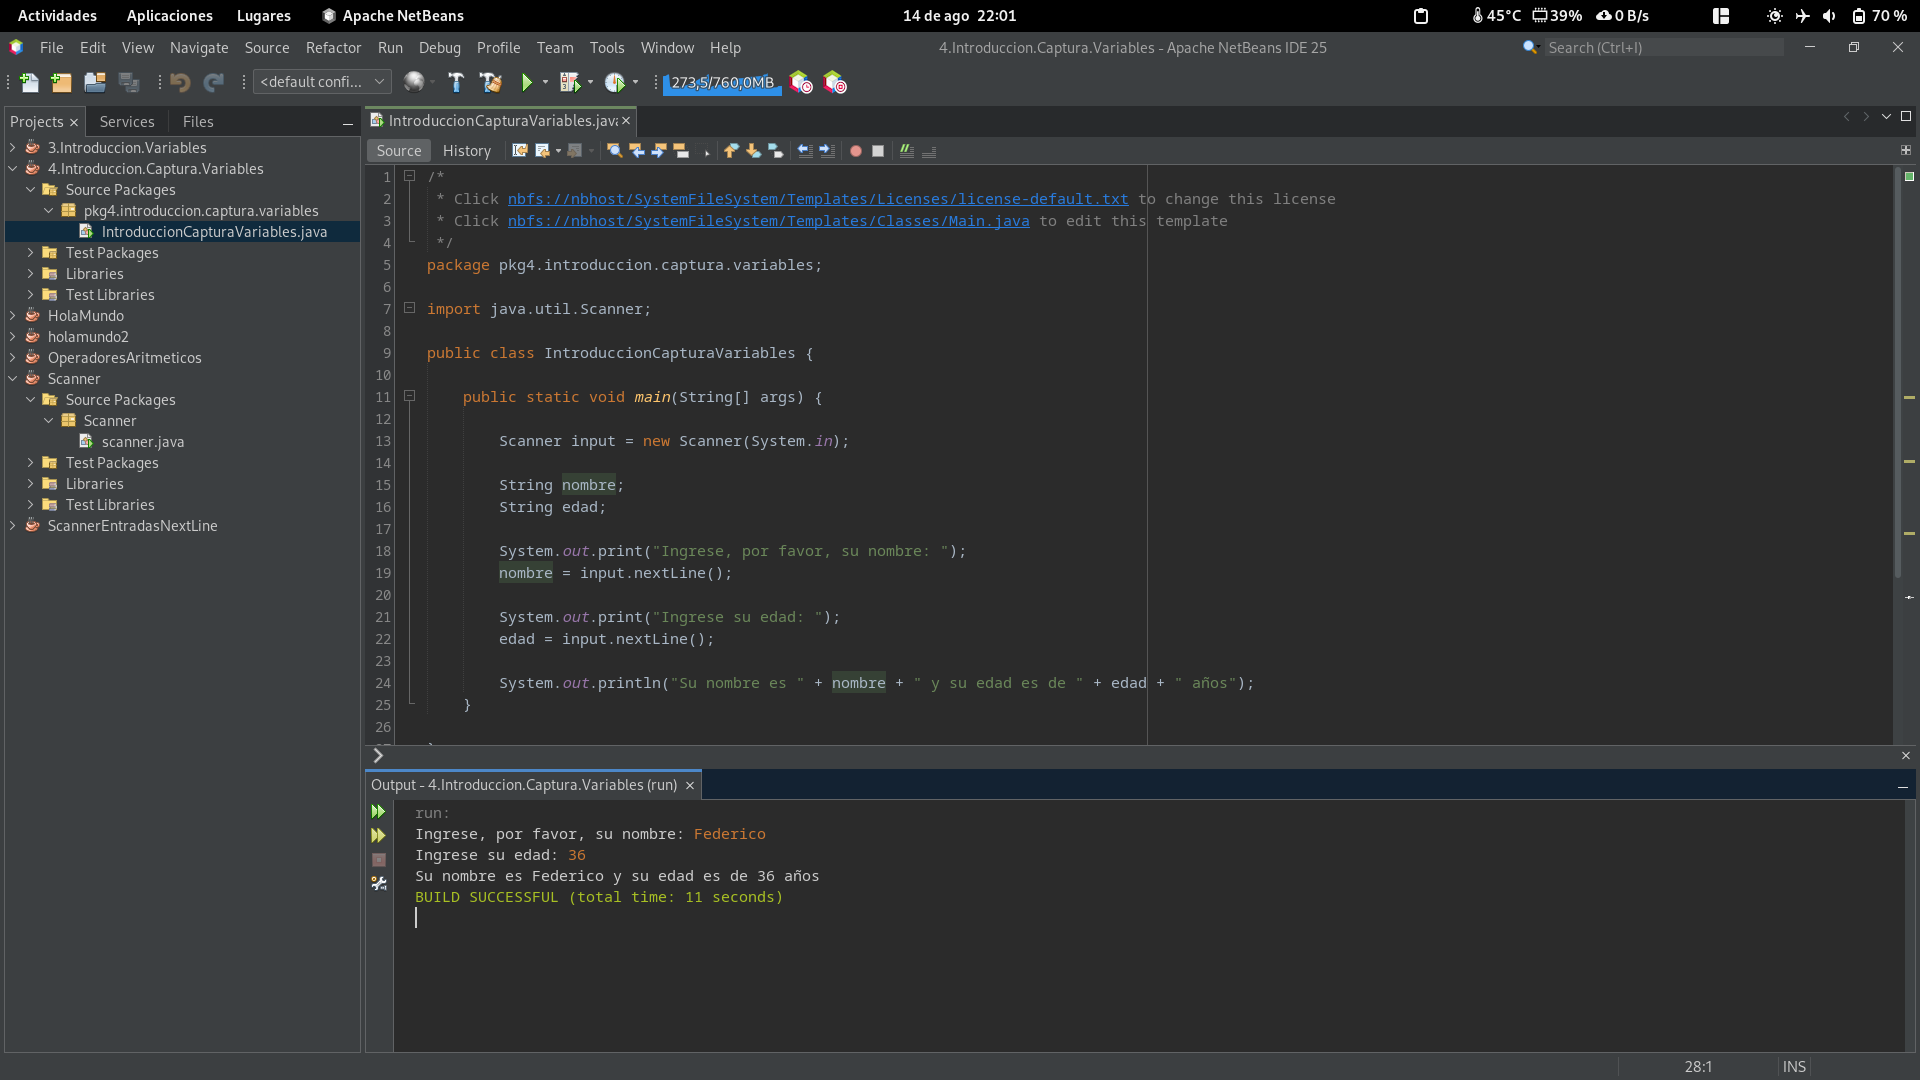 Actividades Aplicaciones Lugares Apache NetBeans 14 de ago 22:01 45°C 39% 0 B/s 70 %
File Edit View Navigate Source Refactor Run Debug Profile Team Tools Window Help 4.Introduccion.Captura.Variables - Apache NetBeans IDE 25 Search (Ctrl+I)
<default confi... 273,5/760,0MB
Projects Services Files
3.Introduccion.Variables
4.Introduccion.Captura.Variables
Source Packages
pkg4.introduccion.captura.variables
IntroduccionCapturaVariables.java
Test Packages
Libraries
Test Libraries
HolaMundo
holamundo2
OperadoresAritmeticos
Scanner
Source Packages
Scanner
scanner.java
Test Packages
Libraries
Test Libraries
ScannerEntradasNextLine
IntroduccionCapturaVariables.java
Source History
1 /*
2 * Click nbfs://nbhost/SystemFileSystem/Templates/Licenses/license-default.txt to change this license
3 * Click nbfs://nbhost/SystemFileSystem/Templates/Classes/Main.java to edit this template
4 */
5 package pkg4.introduccion.captura.variables;
6
7 import java.util.Scanner;
8
9 public class IntroduccionCapturaVariables {
10
11 public static void main(String[] args) {
12
13 Scanner input = new Scanner(System.in);
14
15 String nombre;
16 String edad;
17
18 System.out.print("Ingrese, por favor, su nombre: ");
19 nombre = input.nextLine();
20
21 System.out.print("Ingrese su edad: ");
22 edad = input.nextLine();
23
24 System.out.println("Su nombre es " + nombre + " y su edad es de " + edad + " años");
25 }
26
Output - 4.Introduccion.Captura.Variables (run)
run:
Ingrese, por favor, su nombre: Federico
Ingrese su edad: 36
Su nombre es Federico y su edad es de 36 años
BUILD SUCCESSFUL (total time: 11 seconds)
28:1 INS